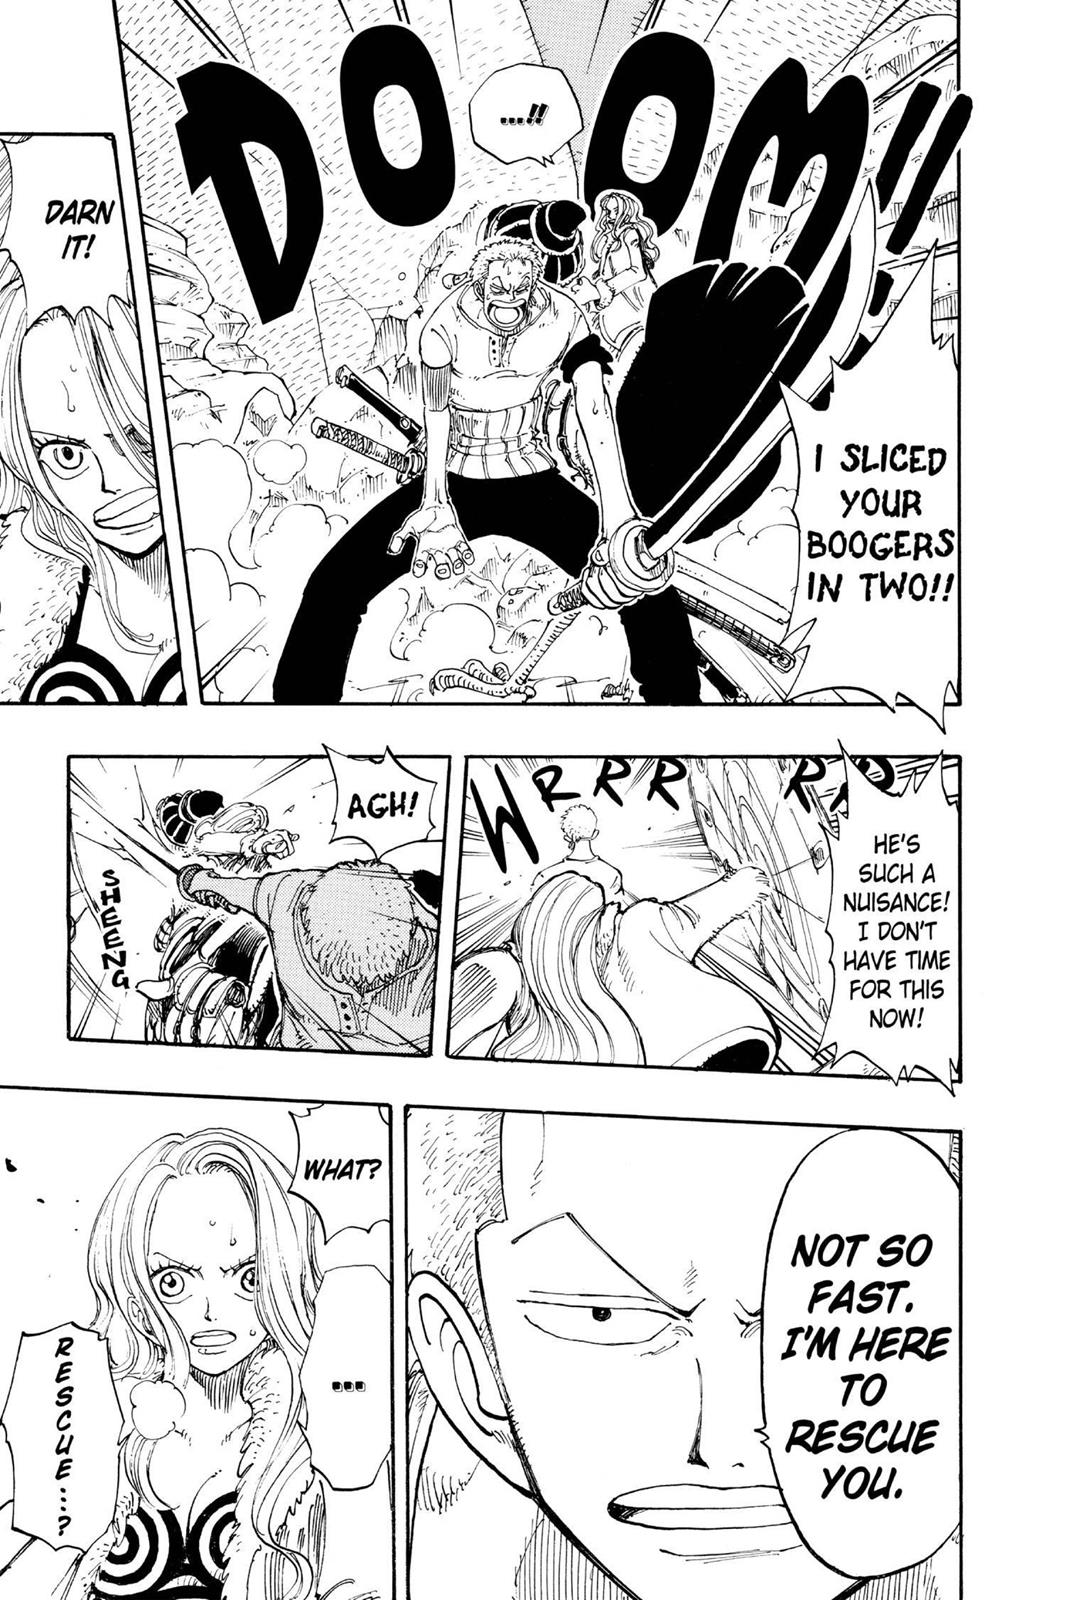 DOOM!!
...!!
I SLICED
YOUR
BOOGERS
IN TWO!!
DARN
IT!
WRRRRR
HE'S
SUCH A
NUISANCE!
I DON'T
HAVE TIME
FOR THIS
NOW!
AGH!
SHEENG
NOT SO
FAST.
I'M HERE
TO
RESCUE
YOU.
WHAT?
...
RESCUE...?